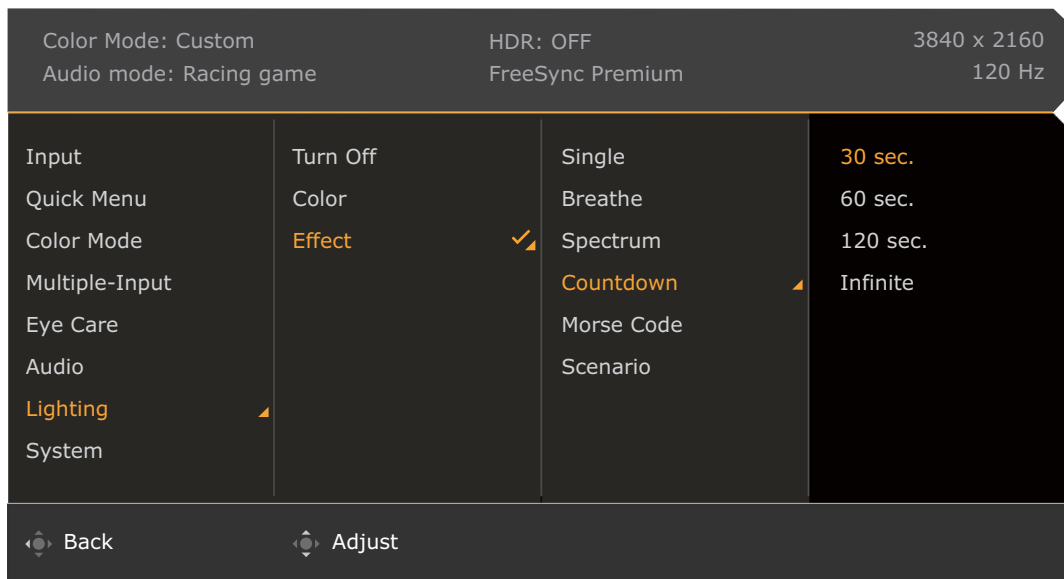 Color Mode: Custom
Audio mode: Racing game
HDR: OFF
FreeSync Premium
3840 x 2160
120 Hz
Input
Quick Menu
Color Mode
Multiple-Input
Eye Care
Audio
Lighting
System
Turn Off
Color
Effect
Single
Breathe
Spectrum
Countdown
Morse Code
Scenario
30 sec.
60 sec.
120 sec.
Infinite
Back
Adjust